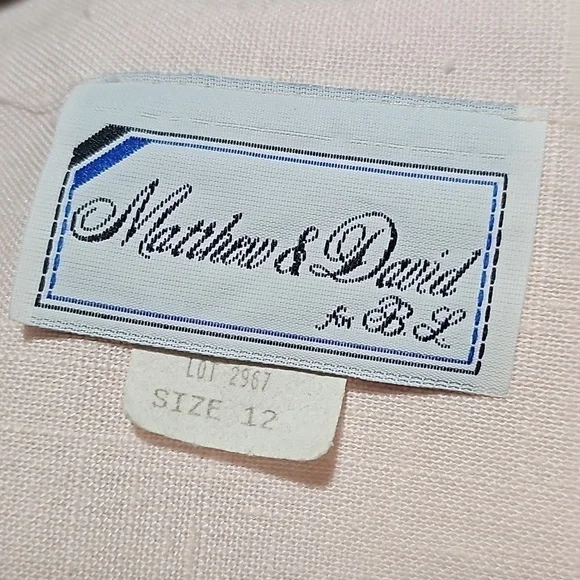 Matthew & David
for B L
LOT 2967
SIZE 12